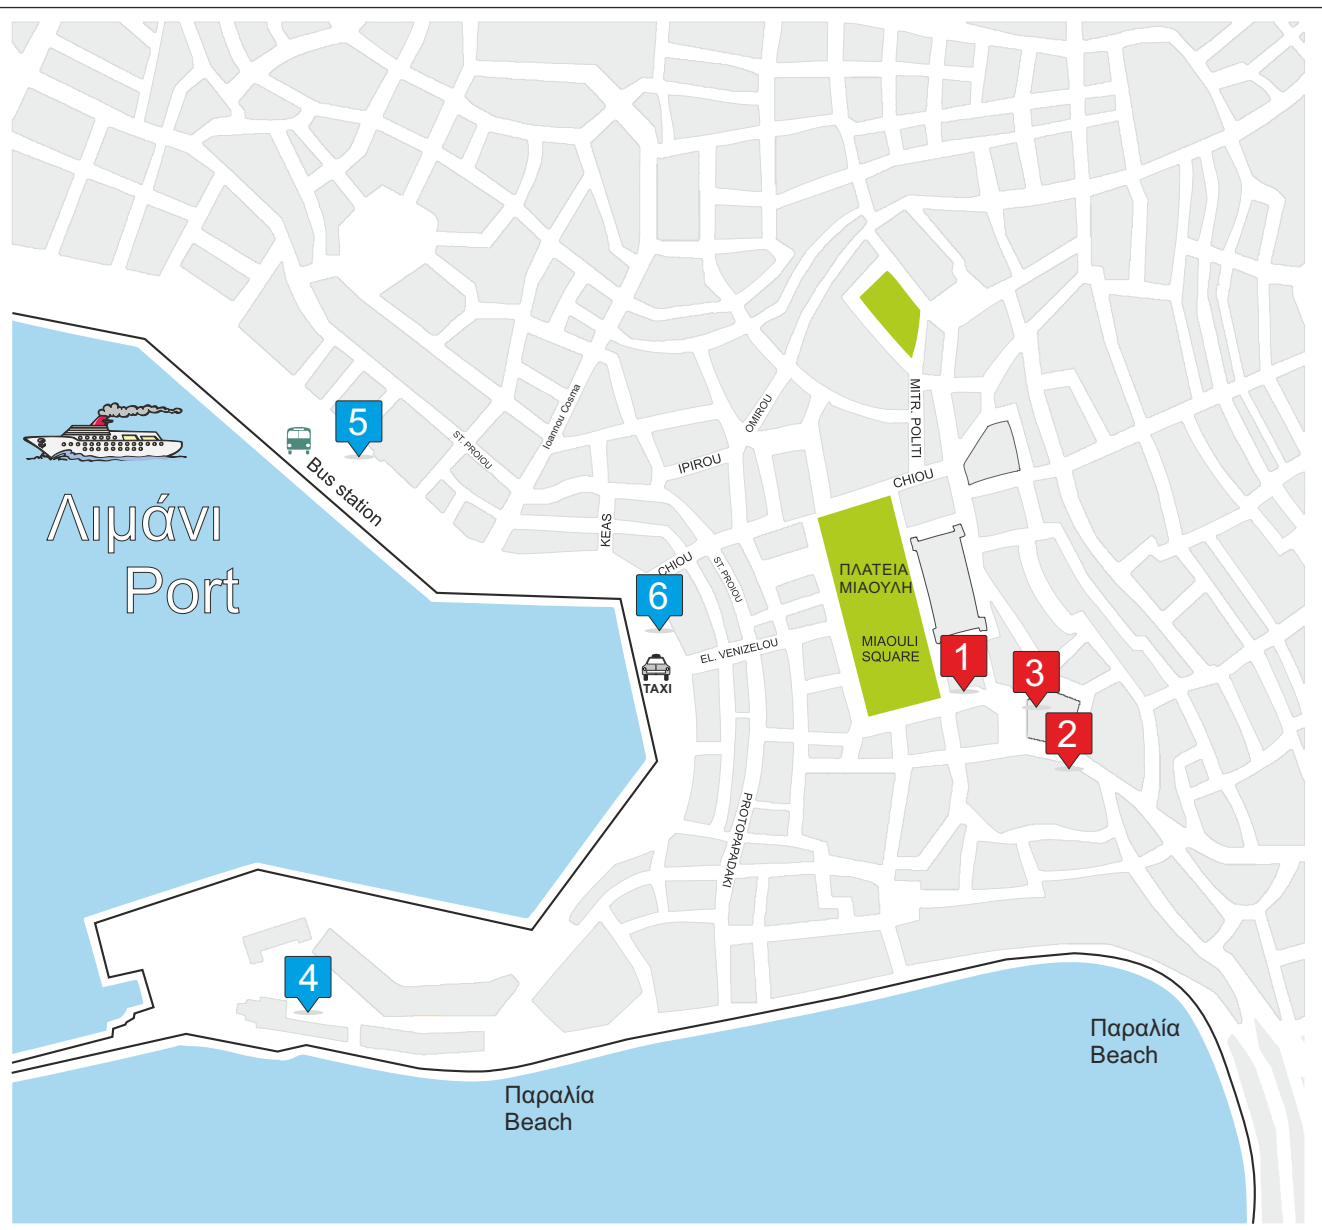 MITR. POLITI
Ioannou Cosma
OMIROU
5
ST. PROIOU
IPIROU
Bus station
CHIOU
Λιμάνι
Port
KEAS
CHIOU
ST. PROIOU
ΠΛΑΤΕΙΑ
ΜΙΑΟΥΛΗ
6
MIAOULI
SQUARE
EL. VENIZELOU
1
3
TAXI
2
PROTOPAPADAKI
4
Παραλία
Beach
Παραλία
Beach